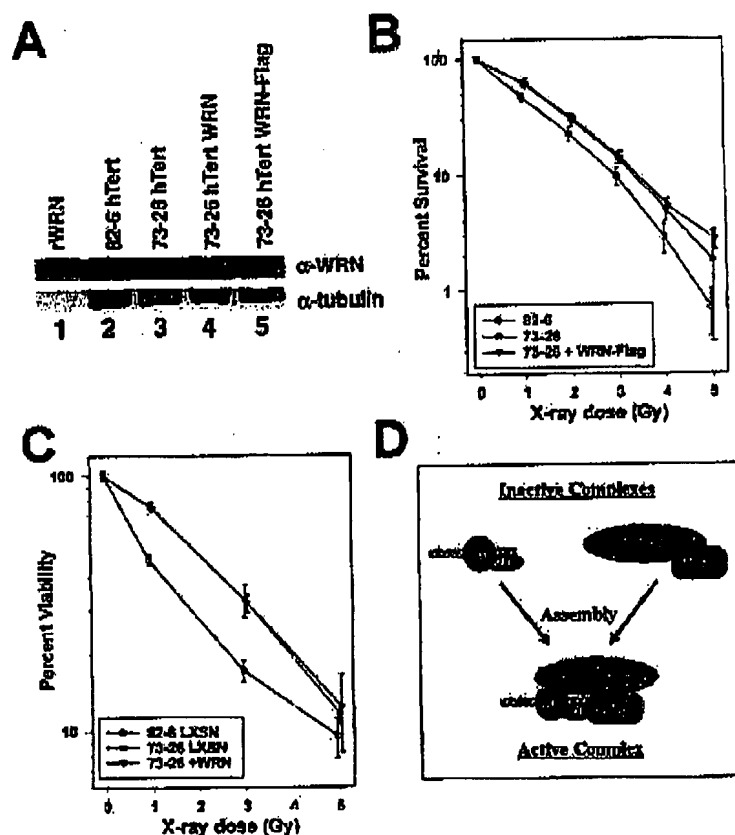 A
rWRN
82-6 hTert
73-26 hTert
73-26 hTert WRN
73-26 hTert WRN-Flag
α-WRN
α-tubulin
1 2 3 4 5
B
Percent Survival
100
10
1
82-6
73-26
73-26 + WRN-Flag
0 1 2 3 4 5
X-ray dose (Gy)
C
Percent Viability
100
10
82-6 LXSN
73-26 LXSN
73-26 +WRN
0 1 2 3 4 5
X-ray dose (Gy)
D
Inactive Complexes
Assembly
Active Complex